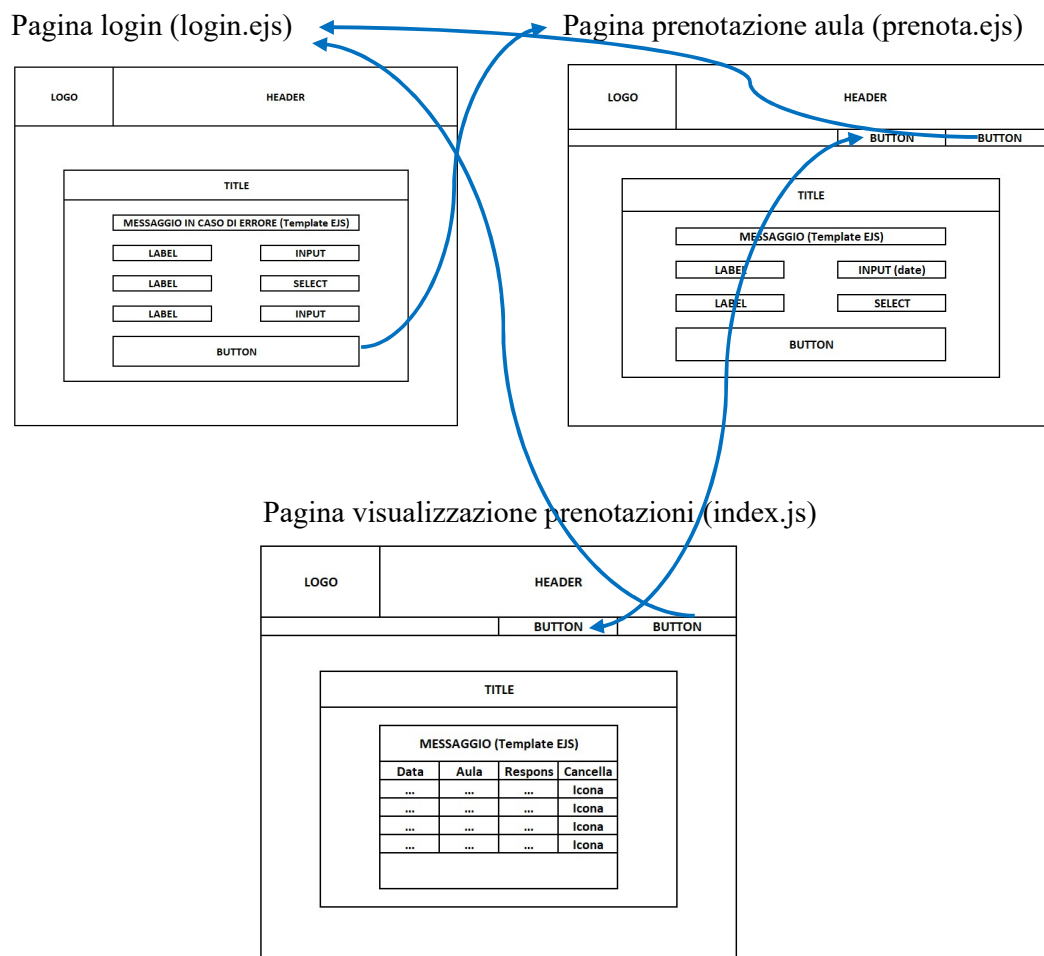 Pagina login (login.ejs)
LOGO HEADER
TITLE
MESSAGGIO IN CASO DI ERRORE (Template EJS)
LABEL INPUT
LABEL SELECT
LABEL INPUT
BUTTON
Pagina prenotazione aula (prenota.ejs)
LOGO HEADER
BUTTON BUTTON
TITLE
MESSAGGIO (Template EJS)
LABEL INPUT (date)
LABEL SELECT
BUTTON
Pagina visualizzazione prenotazioni (index.js)
LOGO HEADER
BUTTON BUTTON
TITLE
MESSAGGIO (Template EJS)
Data Aula Respons Cancella
... ... ... Icona
... ... ... Icona
... ... ... Icona
... ... ... Icona